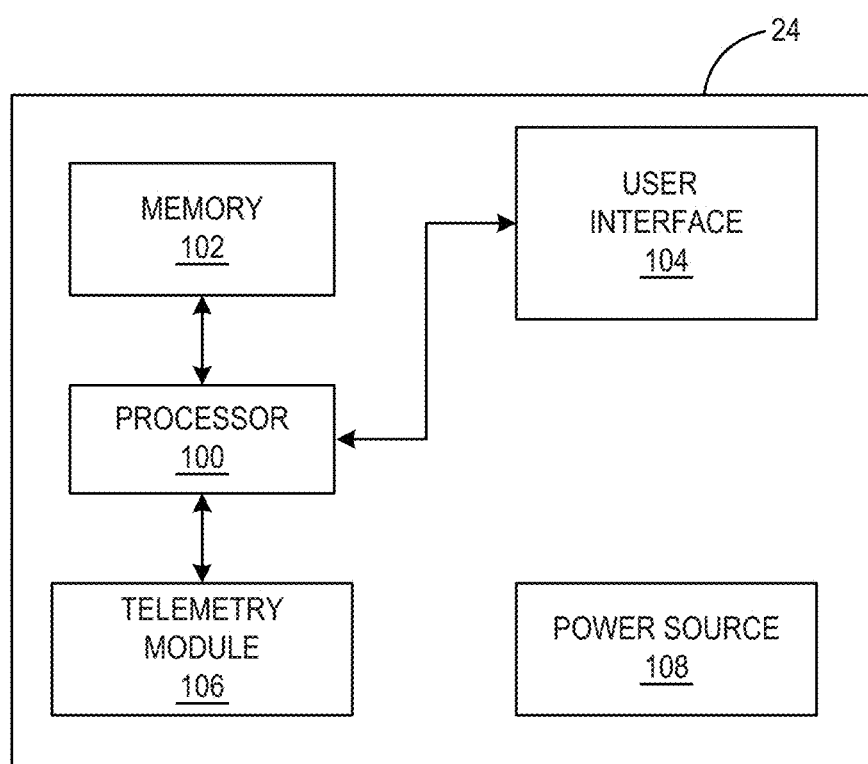 24
MEMORY
102
USER
INTERFACE
104
PROCESSOR
100
TELEMETRY
MODULE
106
POWER SOURCE
108